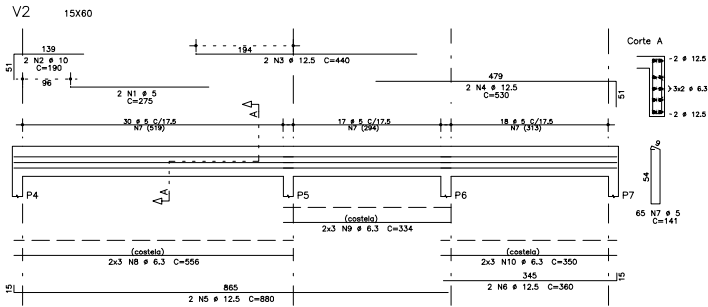 V2 15X60
139
2 N2 ø 10
C=190
51
96
2 N1 ø 5
C=275
194
2 N3 ø 12.5 C=440
479
2 N4 ø 12.5
C=530
51
Corte A
2 ø 12.5
3x2 ø 6.3
2 ø 12.5
A
30 ø 5 C/17.5
N7 (519)
17 ø 5 C/17.5
N7 (294)
18 ø 5 C/17.5
N7 (313)
A
P4
P5
P6
P7
9
54
65 N7 ø 5
C=141
(costela)
2x3 N9 ø 6.3 C=334
(costela)
2x3 N8 ø 6.3 C=556
(costela)
2x3 N10 ø 6.3 C=350
15
865
2 N5 ø 12.5 C=880
345
2 N6 ø 12.5 C=360
15